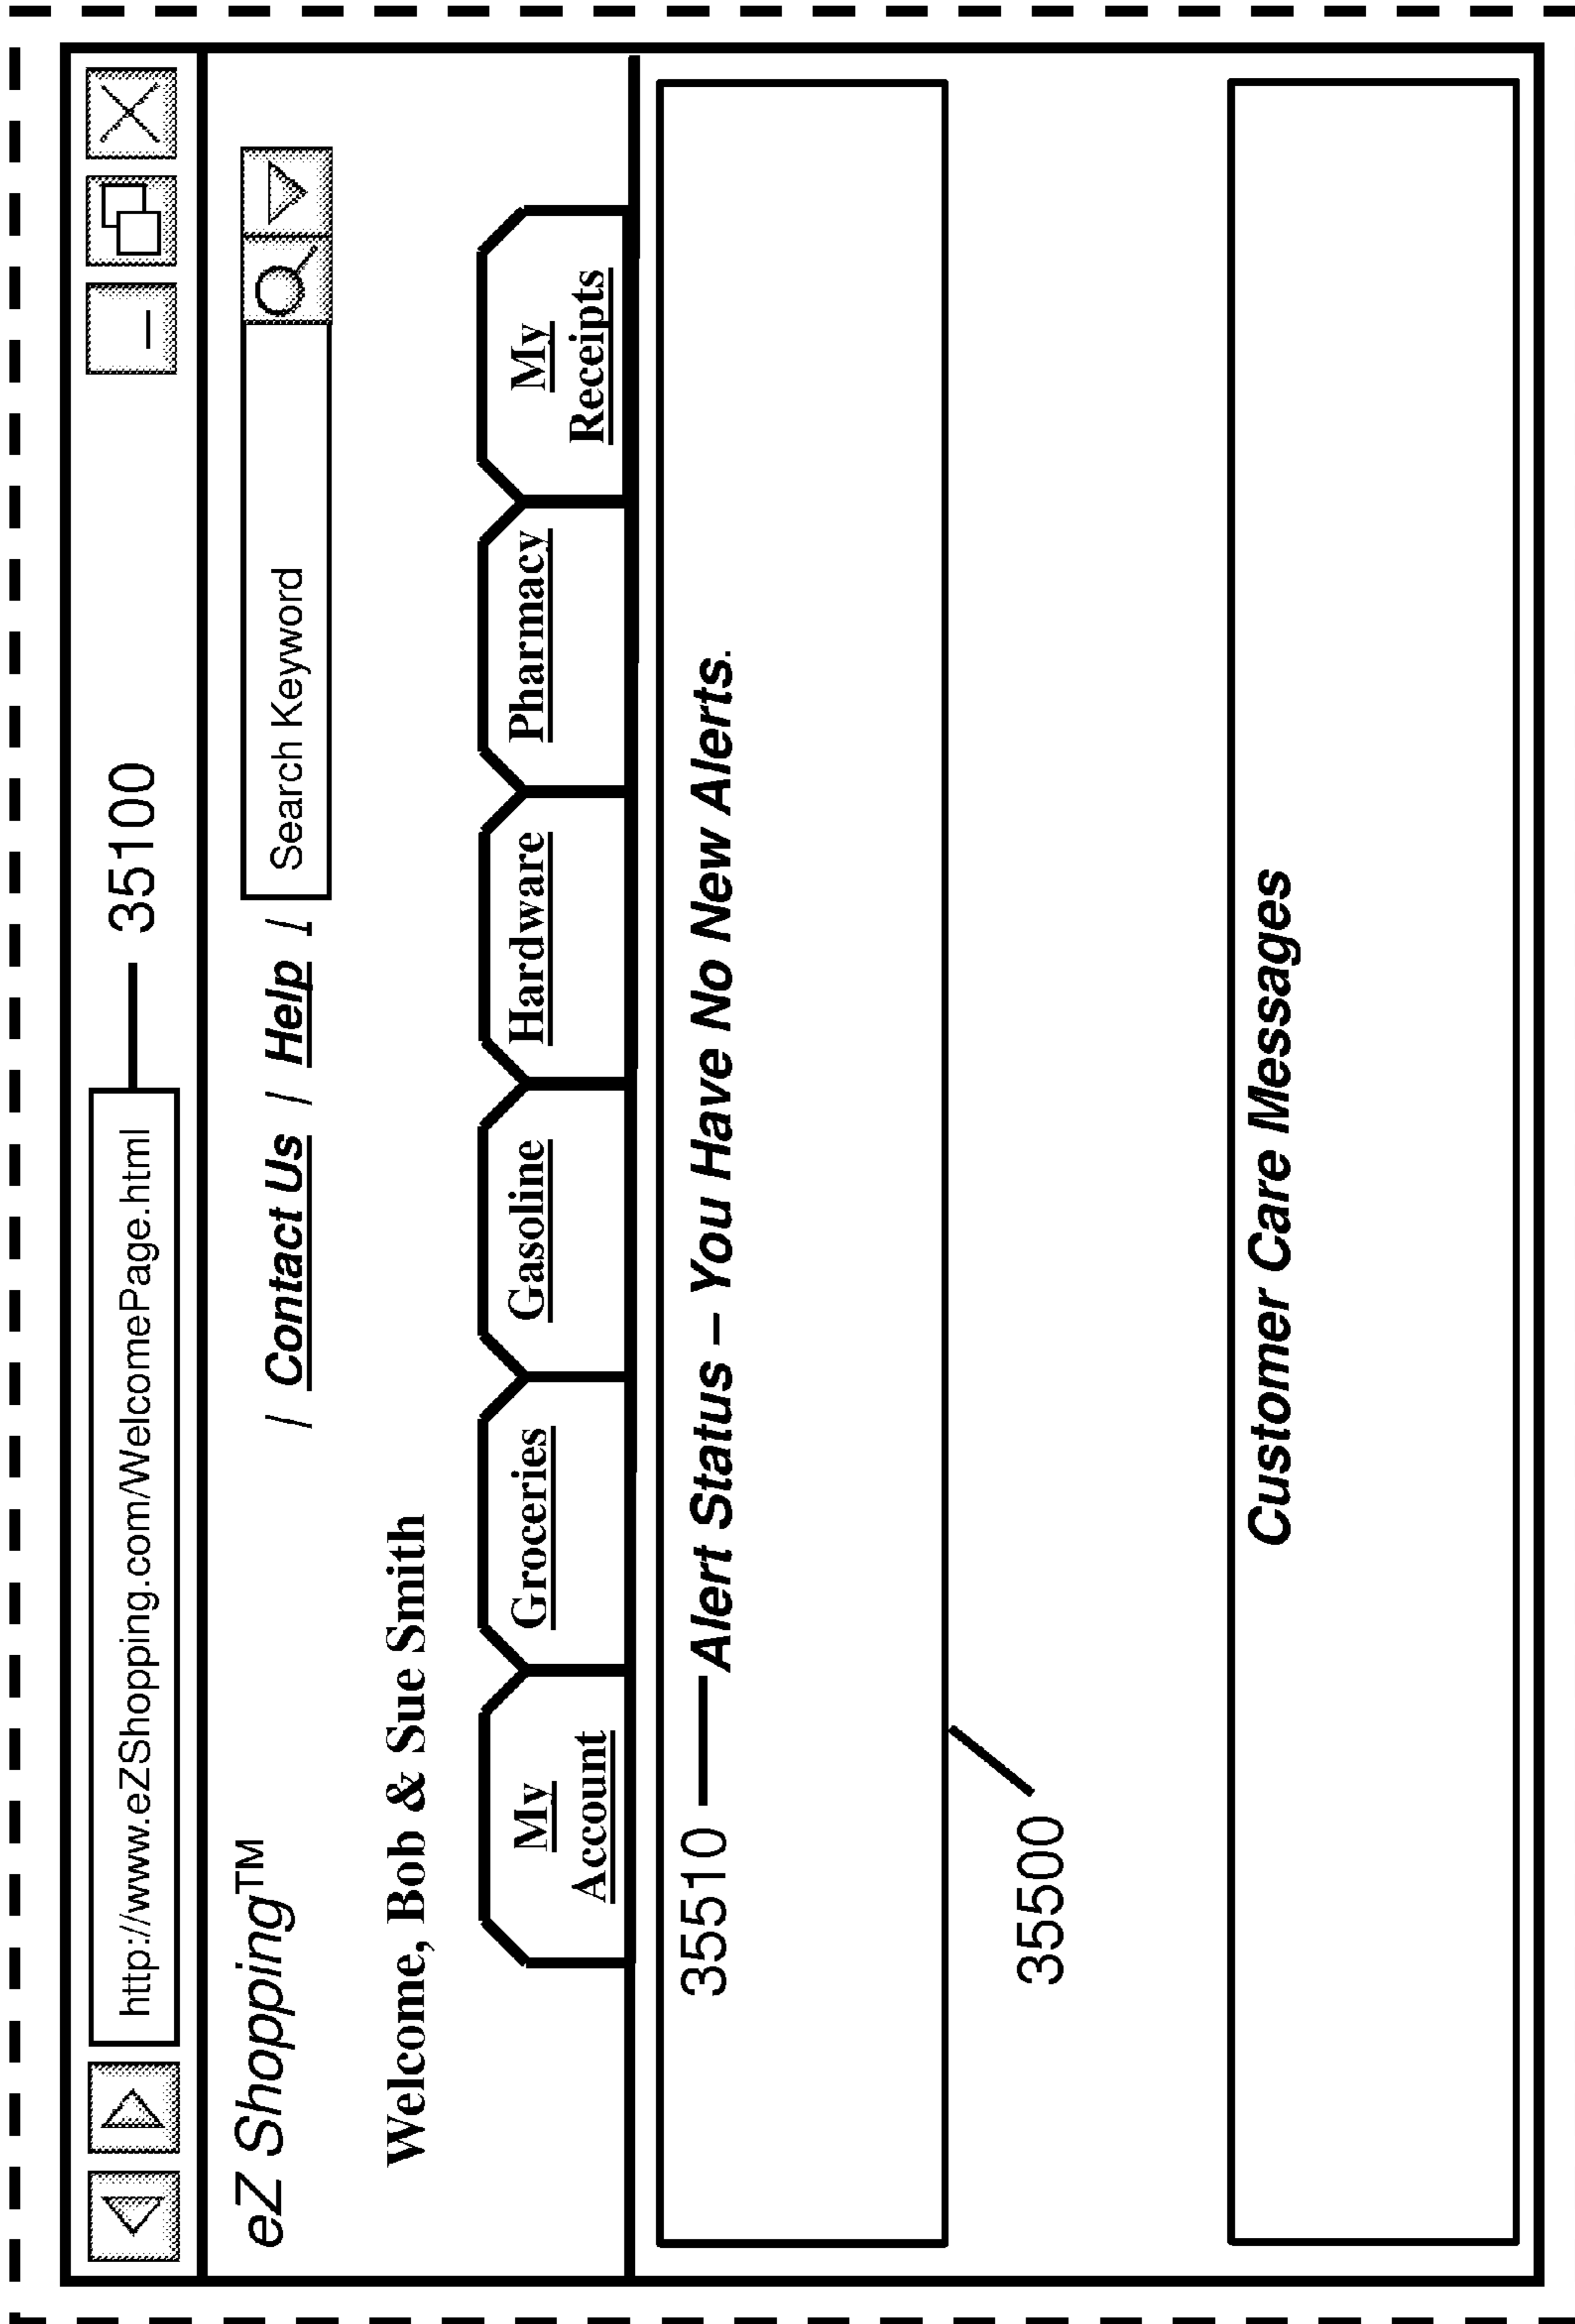 http://www.eZShopping.com/WelcomePage.html 35100
eZ Shopping™ / Contact Us / Help / Search Keyword
Welcome, Bob & Sue Smith
My Account Groceries Gasoline Hardware Pharmacy My Receipts
35510 Alert Status – You Have No New Alerts.
35500
Customer Care Messages